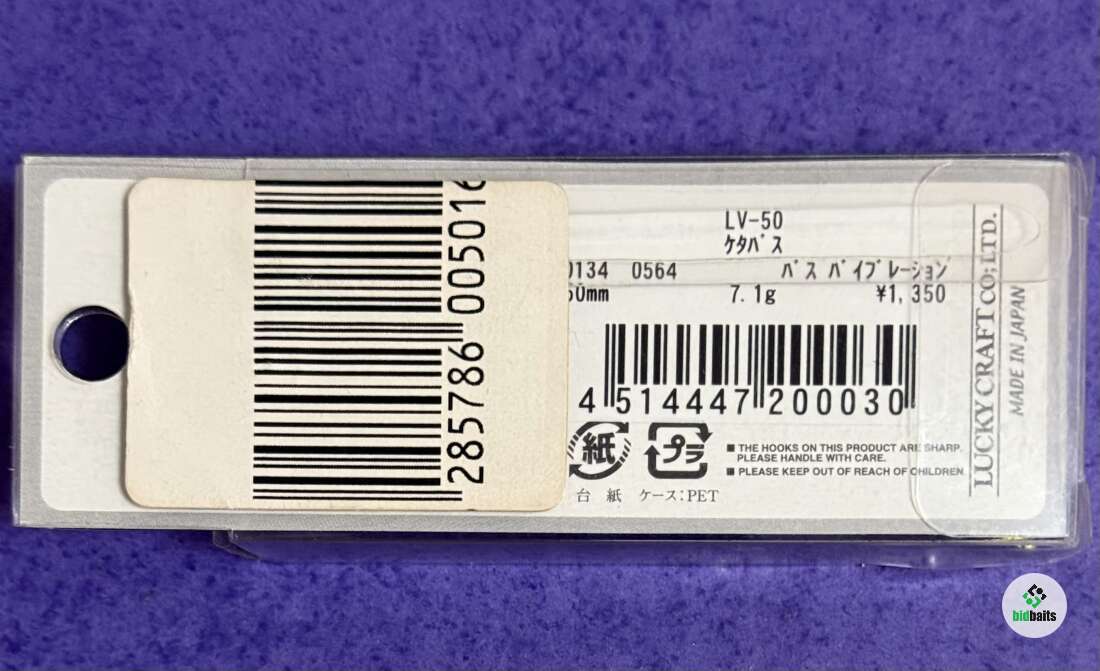 285786 005016
LV-50
ケタバス
0134 0564 バス バイブレーション
50mm 7.1g ¥1,350
4 514447 200030
紙 プラ
■ THE HOOKS ON THIS PRODUCT ARE SHARP.
PLEASE HANDLE WITH CARE.
■ PLEASE KEEP OUT OF REACH OF CHILDREN.
台紙 ケース:PET
LUCKY CRAFT CO;LTD.
MADE IN JAPAN
bidbaits